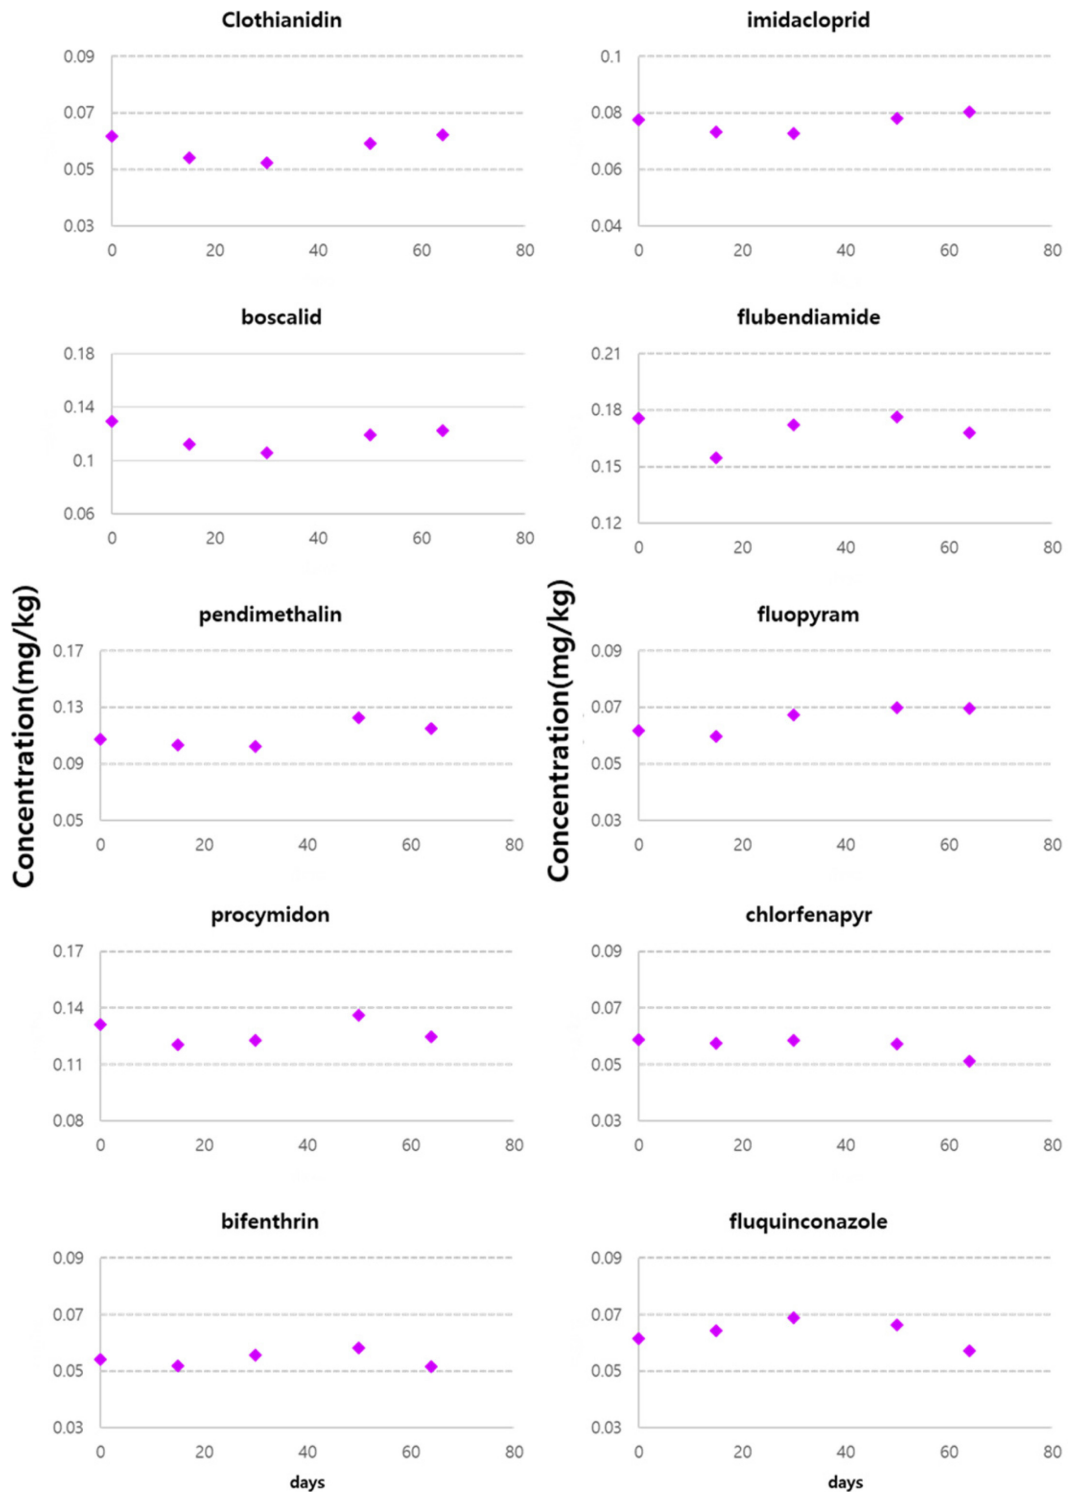 Clothianidin
0.09
0.07
0.05
0.03
0 20 40 60 80
imidacloprid
0.1
0.08
0.06
0.04
0 20 40 60 80
boscalid
0.18
0.14
0.1
0.06
0 20 40 60 80
flubendiamide
0.21
0.18
0.15
0.12
0 20 40 60 80
Concentration(mg/kg)
pendimethalin
0.17
0.13
0.09
0.05
0 20 40 60 80
Concentration(mg/kg)
fluopyram
0.09
0.07
0.05
0.03
0 20 40 60 80
procymidon
0.17
0.14
0.11
0.08
0 20 40 60 80
chlorfenapyr
0.09
0.07
0.05
0.03
0 20 40 60 80
bifenthrin
0.09
0.07
0.05
0.03
0 20 40 60 80
days
fluquinconazole
0.09
0.07
0.05
0.03
0 20 40 60 80
days